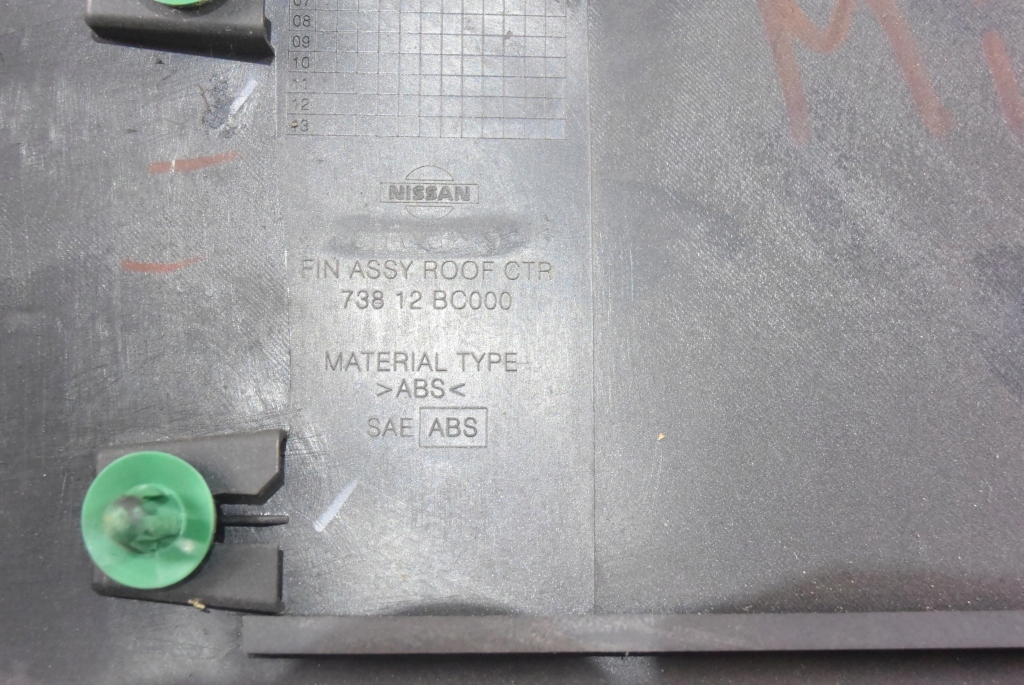 07
08
09
10
11
12
13
NISSAN
FIN ASSY ROOF CTR
738 12 BC000
MATERIAL TYPE
>ABS<
SAE ABS